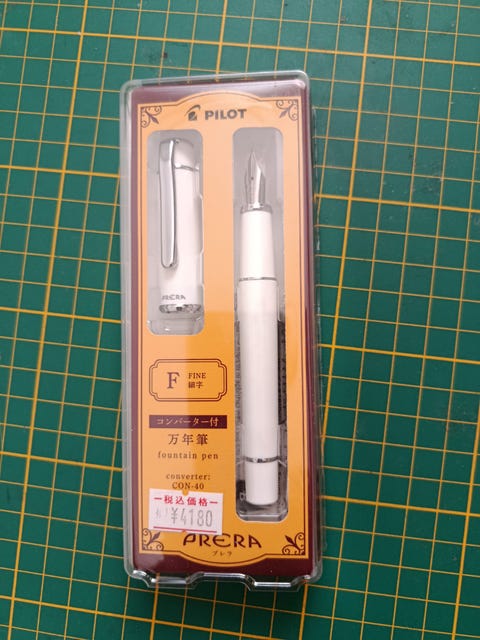 PILOT
PRERA
F FINE
細字
コンバーター付
万年筆
fountain pen
converter:
CON-40
税込価格
¥4180
PRERA
プレラ